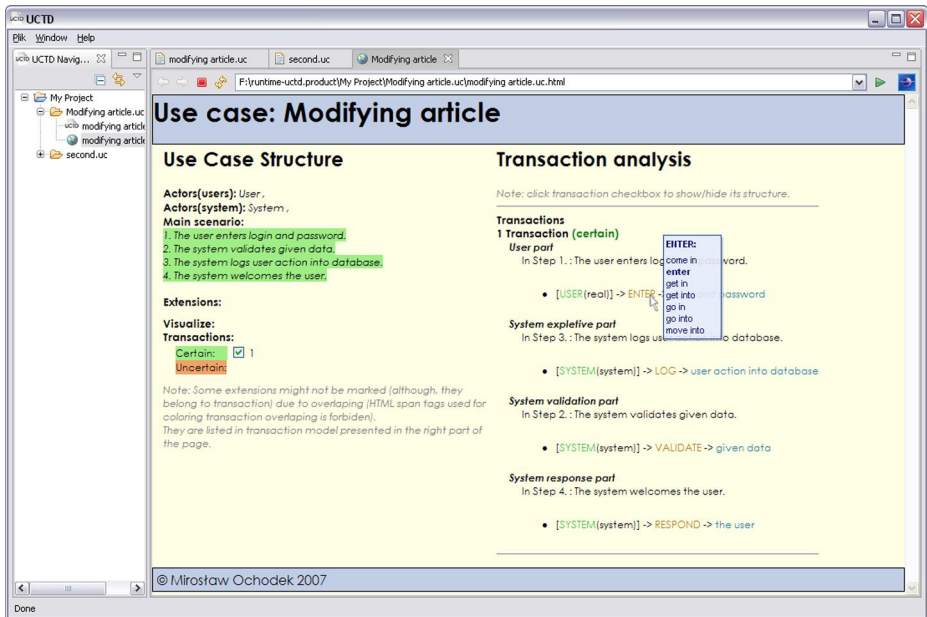 UCTD UCTD
Plik Window Help
UCTD UCTD Navig...
modifying article.uc
second.uc
Modifying article
F:\runtime-uctd.product\My Project\Modifying article.uc\modifying article.uc.html
My Project
Modifying article.uc
UCTD modifying article
modifying article
second.uc
Use case: Modifying article
Use Case Structure
Actors(users): User ,
Actors(system): System ,
Main scenario:
1. The user enters login and password.
2. The system validates given data.
3. The system logs user action into database.
4. The system welcomes the user.
Extensions:
Visualize:
Transactions:
Certain: 1
Uncertain:
Note: Some extensions might not be marked (although, they
belong to transaction) due to overlaping (HTML span tags used for
coloring transaction overlaping is forbiden).
They are listed in transaction model presented in the right part of
the page.
Transaction analysis
Note: click transaction checkbox to show/hide its structure.
Transactions
1 Transaction (certain)
User part
In Step 1. : The user enters login and password.
• [USER(real)] -> ENTER -> login and password
ENTER:
come in
enter
get in
get into
go in
go into
move into
System expletive part
In Step 3. : The system logs user action into database.
• [SYSTEM(system)] -> LOG -> user action into database
System validation part
In Step 2. : The system validates given data.
• [SYSTEM(system)] -> VALIDATE -> given data
System response part
In Step 4. : The system welcomes the user.
• [SYSTEM(system)] -> RESPOND -> the user
© Mirosław Ochodek 2007
Done